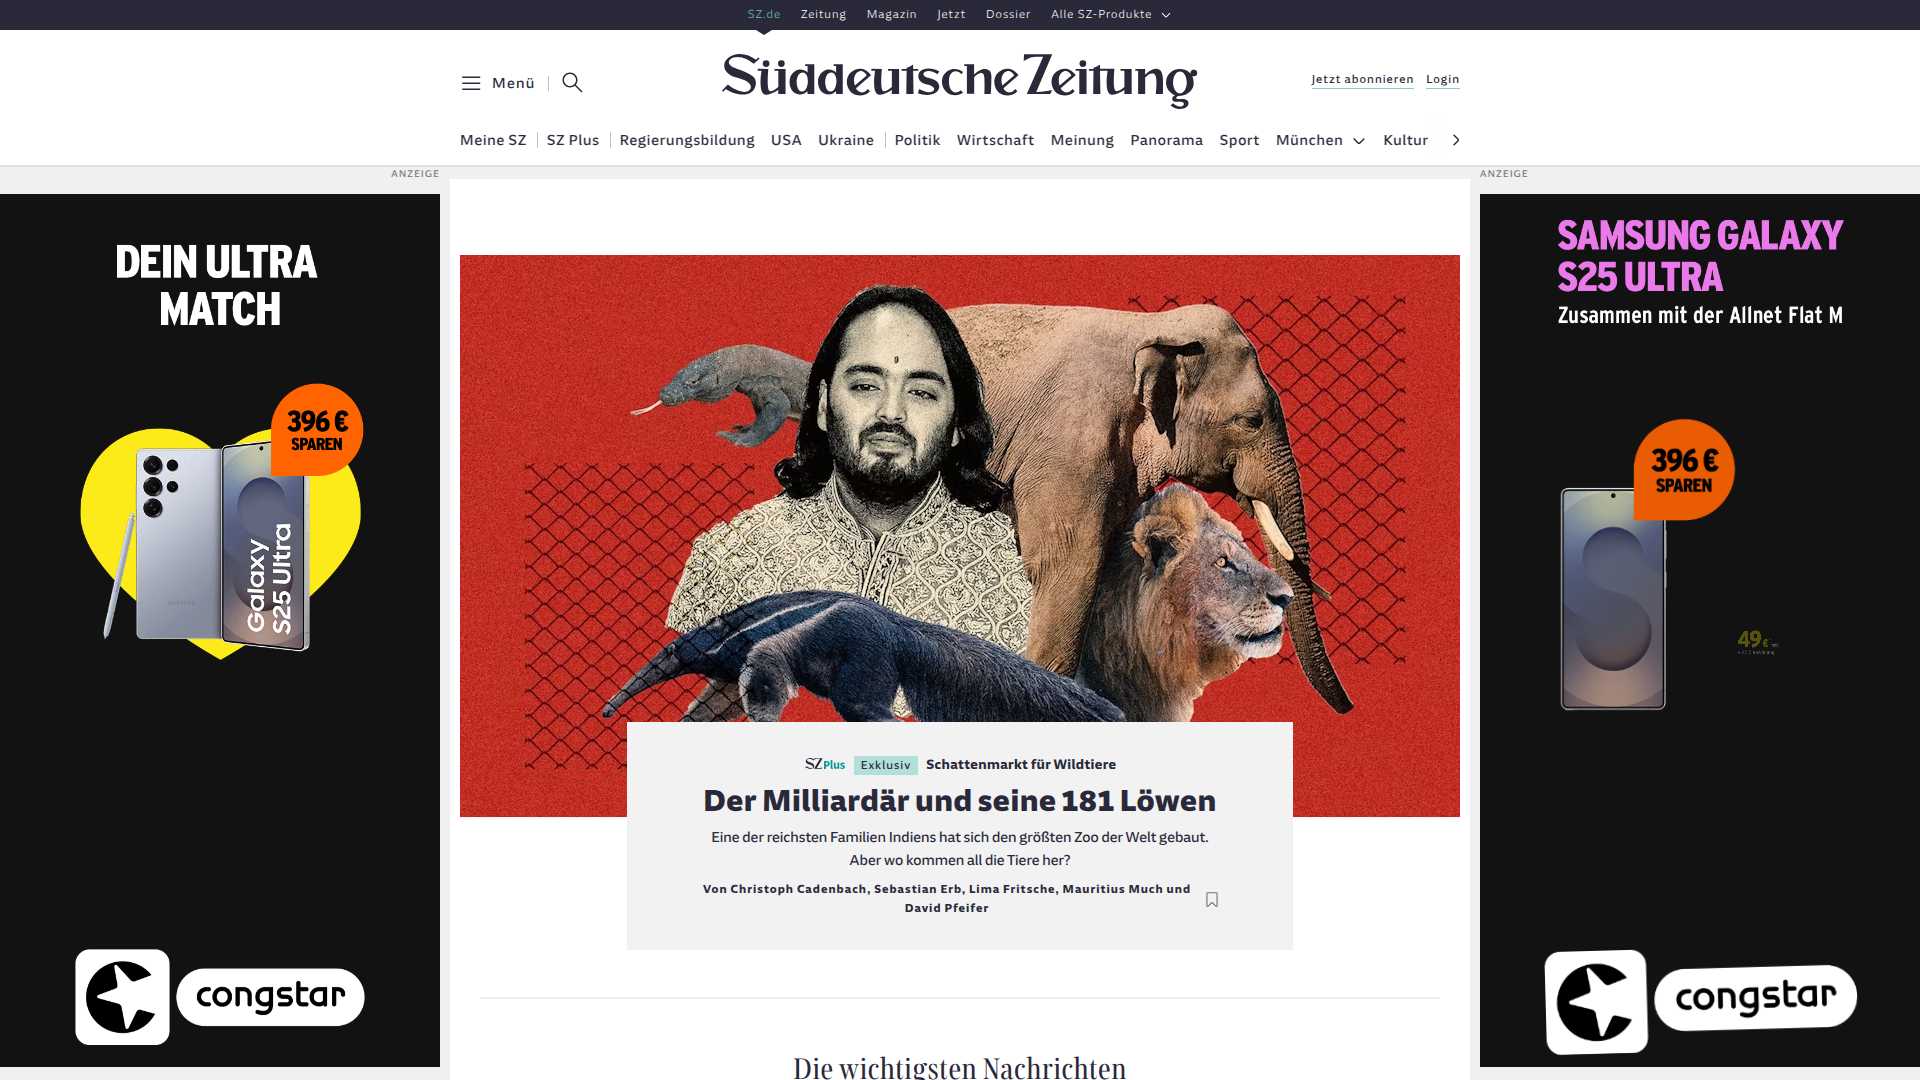 SZ.de Zeitung Magazin Jetzt Dossier Alle SZ-Produkte
Menü
Süddeutsche Zeitung
Jetzt abonnieren Login
Meine SZ SZ Plus Regierungsbildung USA Ukraine Politik Wirtschaft Meinung Panorama Sport München Kultur
ANZEIGE
DEIN ULTRA
MATCH
396 €
SPAREN
Galaxy
S25 Ultra
congstar
SZ Plus Exklusiv Schattenmarkt für Wildtiere
Der Milliardär und seine 181 Löwen
Eine der reichsten Familien Indiens hat sich den größten Zoo der Welt gebaut.
Aber wo kommen all die Tiere her?
Von Christoph Cadenbach, Sebastian Erb, Lima Fritsche, Mauritius Much und
David Pfeifer
Die wichtigsten Nachrichten
ANZEIGE
SAMSUNG GALAXY
S25 ULTRA
Zusammen mit der Allnet Flat M
396 €
SPAREN
49 €
congstar